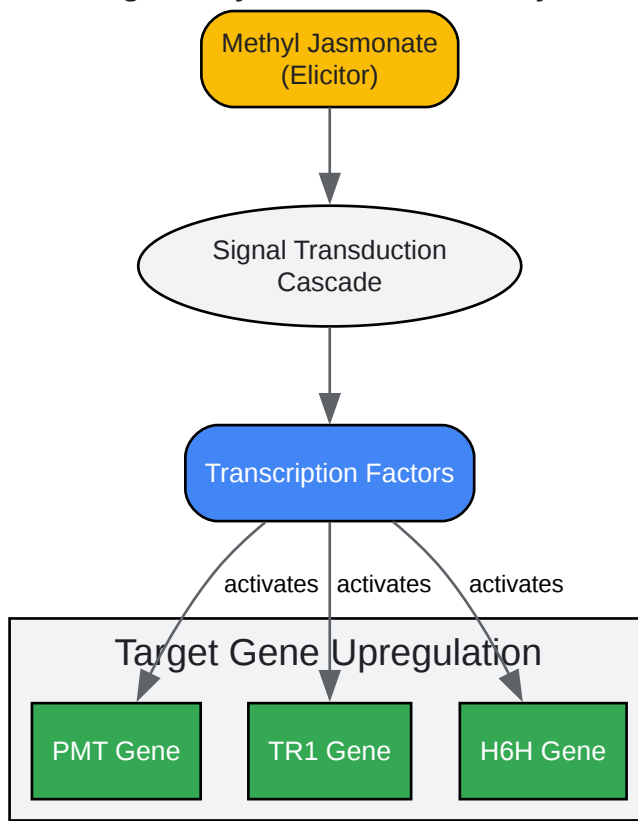 Methyl Jasmonate
(Elicitor)
Signal Transduction
Cascade
Transcription Factors
activates activates activates
Target Gene Upregulation
PMT Gene TR1 Gene H6H Gene